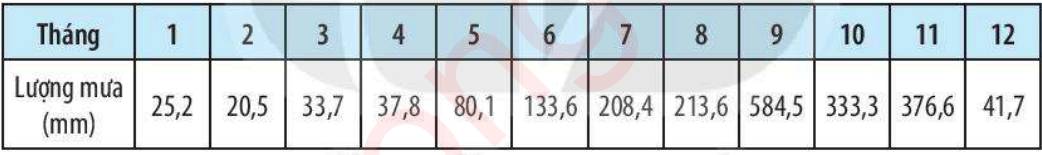 Tháng 1 2 3 4 5 6 7 8 9 10 11 12
Lượng mưa (mm) 25,2 20,5 33,7 37,8 80,1 133,6 208,4 213,6 584,5 333,3 376,6 41,7